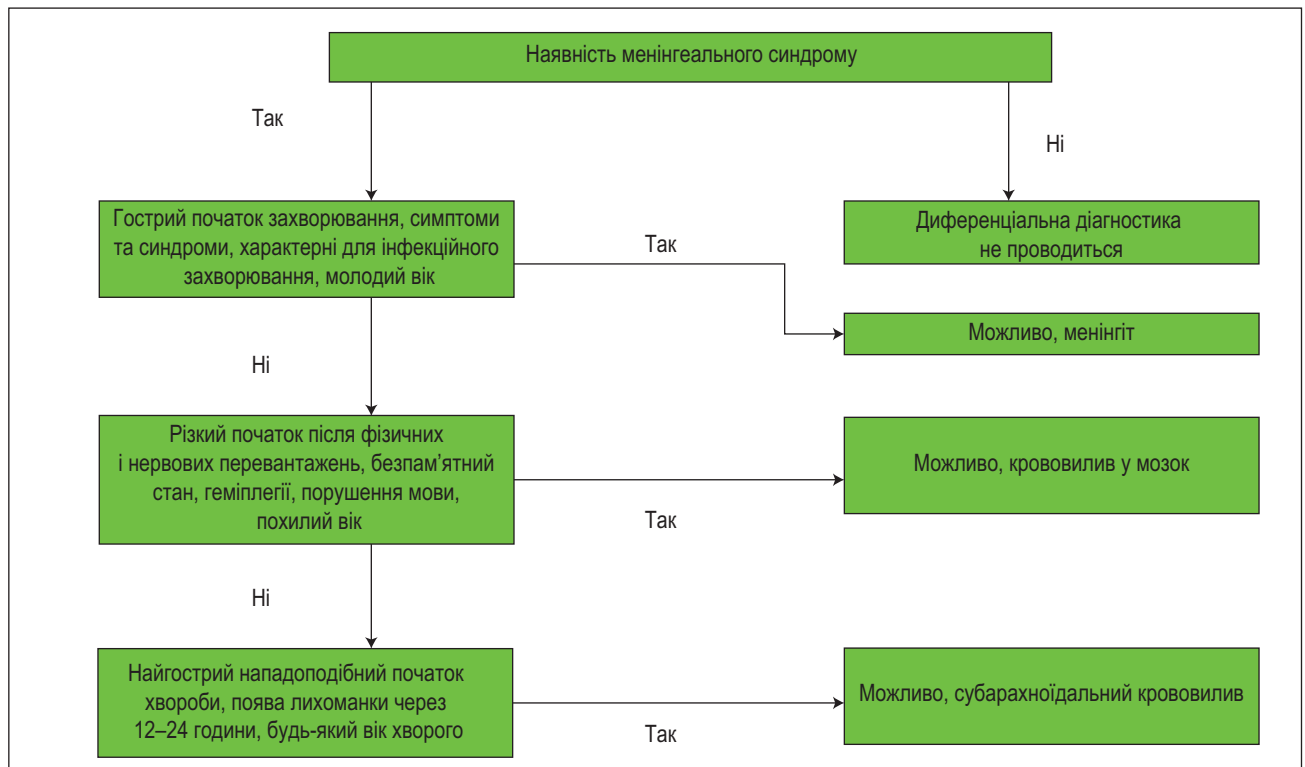 Наявність менінгеального синдрому
Так
Ні
Гострий початок захворювання, симптоми
та синдроми, характерні для інфекційного
захворювання, молодий вік
Так
Диференціальна діагностика
не проводиться
Можливо, менінгіт
Ні
Різкий початок після фізичних
і нервових перевантажень, безпам’ятний
стан, геміплегії, порушення мови,
похилий вік
Так
Можливо, крововилив у мозок
Ні
Найгострий нападоподібний початок
хвороби, поява лихоманки через
12–24 години, будь-який вік хворого
Так
Можливо, субарахноїдальний крововилив